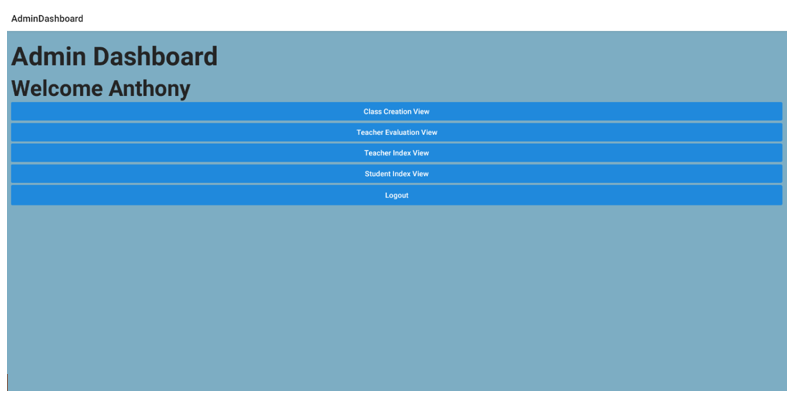 AdminDashboard
Admin Dashboard
Welcome Anthony
Class Creation View
Teacher Evaluation View
Teacher Index View
Student Index View
Logout